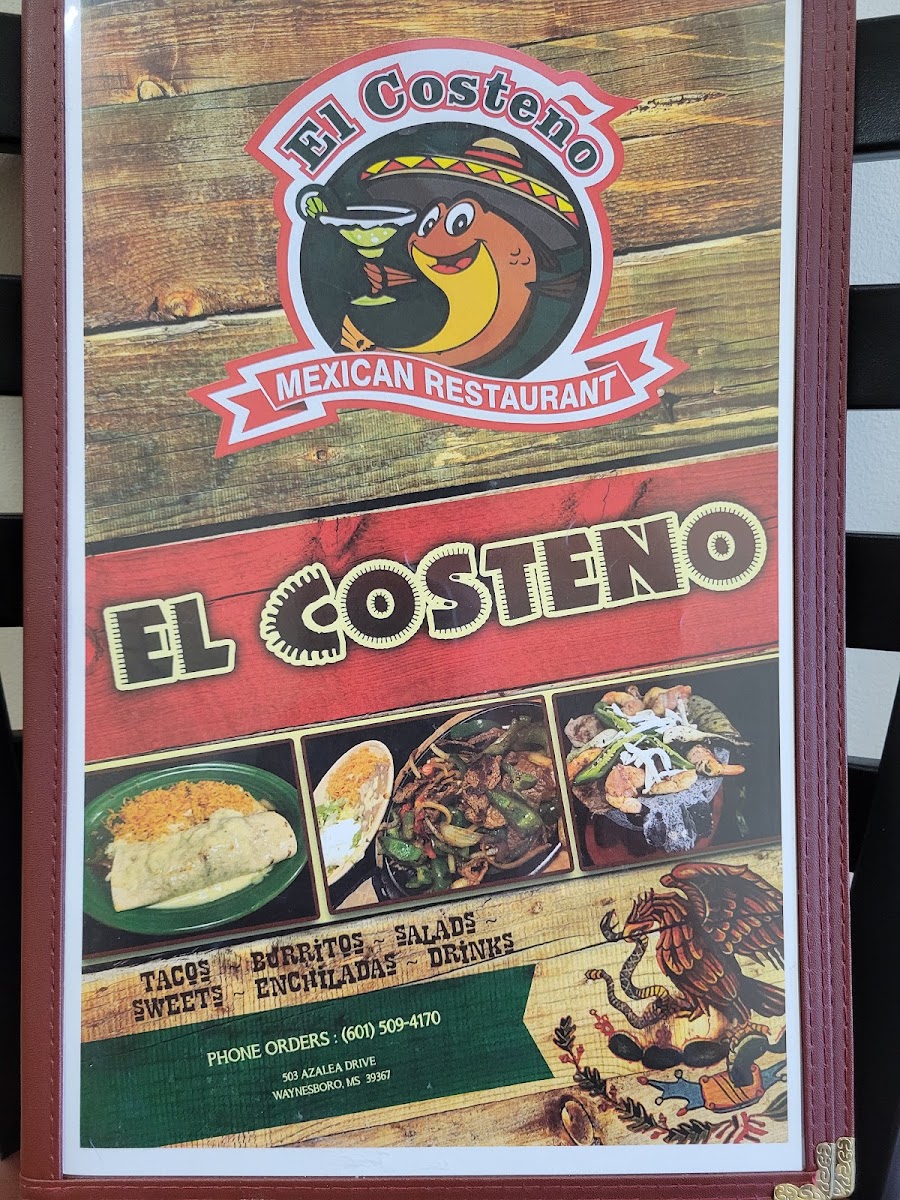 El Costeño
MEXICAN RESTAURANT
EL COSTENO
TACOS ~ BURRITOS ~ SALADS ~
SWEETS ~ ENCHILADAS ~ DRINKS
PHONE ORDERS : (601) 509-4170
503 AZALEA DRIVE
WAYNESBORO, MS 39367